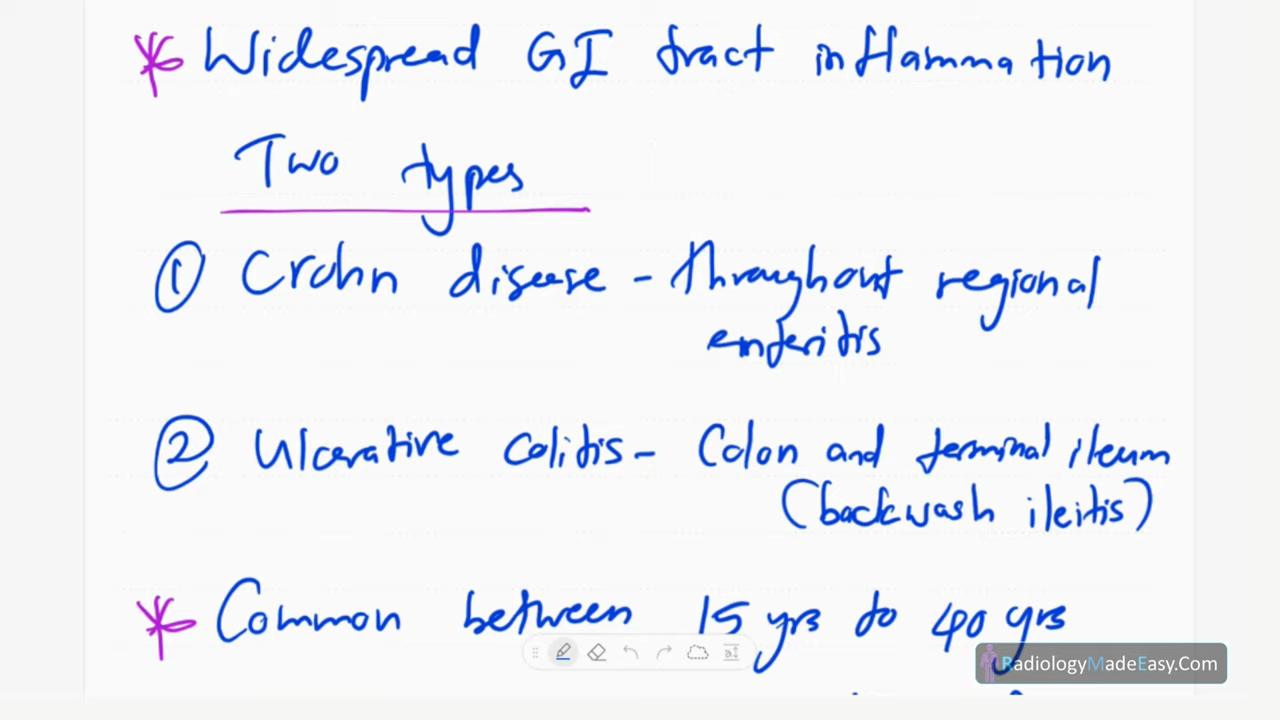 * Widespread GI tract inflammation
Two types
① Crohn disease - Throughout regional
enteritis
② Ulcerative colitis - Colon and terminal ileum
(backwash ileitis)
* Common between 15 yrs to 40 yrs
RadiologyMadeEasy.Com